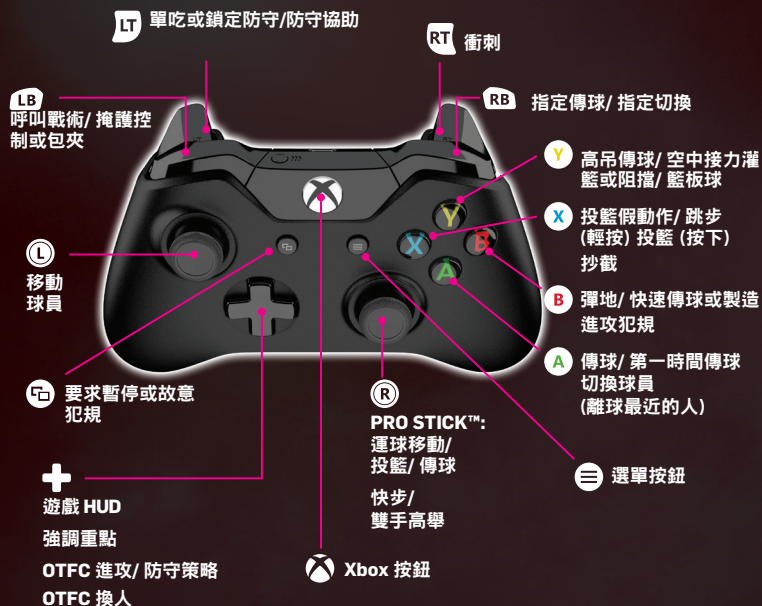 LT 單吃或鎖定防守/防守協助
RT 衝刺
LB
呼叫戰術/ 掩護控
制或包夾
RB 指定傳球/ 指定切換
Y 高吊傳球/ 空中接力灌
籃或阻擋/ 籃板球
X 投籃假動作/ 跳步
(輕按) 投籃 (按下)
抄截
B 彈地/ 快速傳球或製造
進攻犯規
A 傳球/ 第一時間傳球
切換球員
(離球最近的人)
L
移動
球員
LT
RT
Y
X
B
A
要求暫停或故意
犯規
R
PRO STICK™:
運球移動/
投籃/ 傳球
快步/
雙手高舉
選單按鈕
遊戲 HUD
強調重點
OTFC 進攻/ 防守策略
OTFC 換人
Xbox 按鈕